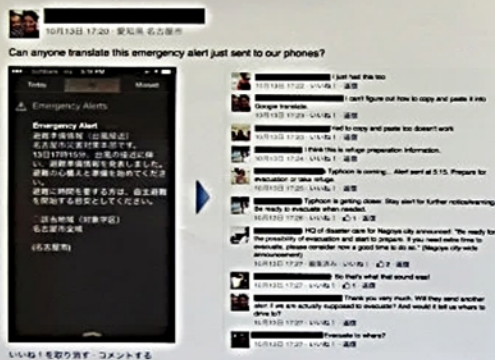 10月13日 17:20 · 愛知県 名古屋市
Can anyone translate this emergency alert just sent to our phones?
Today
Missed
Emergency Alerts
Emergency Alert
避難準備情報(台風接近)
名古屋市災害対策本部です。
13日17時15分、台風の接近に伴
い、避難準備情報を発表しました。
避難の心構えと準備を始めてくださ
い。
避難に時間を要する方は、自主避難
を開始する目安としてください。
名古屋市全域
(名古屋市)
いいね!を取り消す · コメントする
I just had this too
I can't figure out how to copy and paste it into
Google translate.
had to copy and paste too doesn't work
I think this is refuge preparation information.
Typhoon is coming... Alert sent at 5.15. Prepare for
evacuation or take refuge.
Typhoon is getting closer. Stay alert for further notice/warning
Be ready to evacuate when needed.
HQ of disaster care for Nagoya city announced: "Be ready for
the possibility of evacuation and start to prepare. If you need extra time to
evacuate, please consider now a good time to do so." (Nagoya city-wide
announcement)
So that's what that sound was!
Thank you very much. Will they send another
alert if we are actually supposed to evacuate? And would it tell us where to
drive to?
Evacuate to where?